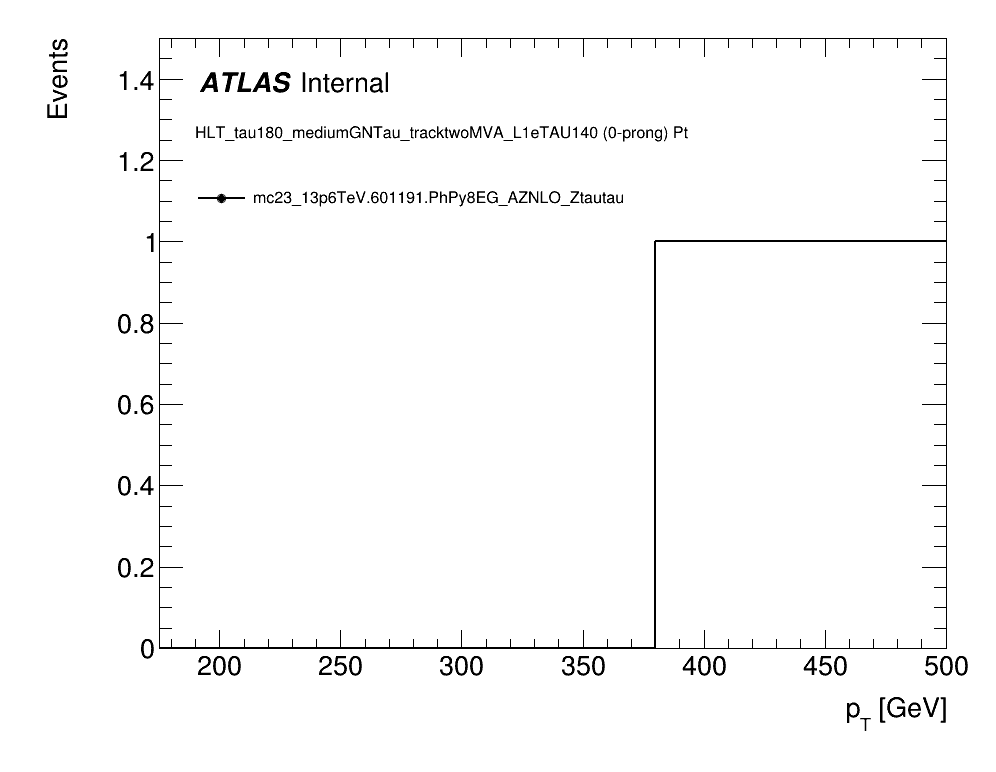 Events
ATLAS Internal
HLT_tau180_mediumGNTau_tracktwoMVA_L1eTAU140 (0-prong) Pt
mc23_13p6TeV.601191.PhPy8EG_AZNLO_Ztautau
1.4
1.2
1
0.8
0.6
0.4
0.2
0
200 250 300 350 400 450 500
p_T [GeV]